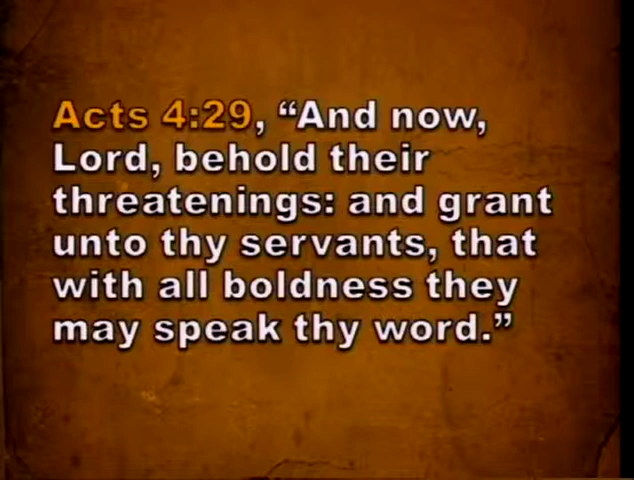 Acts 4:29, “And now,
Lord, behold their
threatenings: and grant
unto thy servants, that
with all boldness they
may speak thy word.”